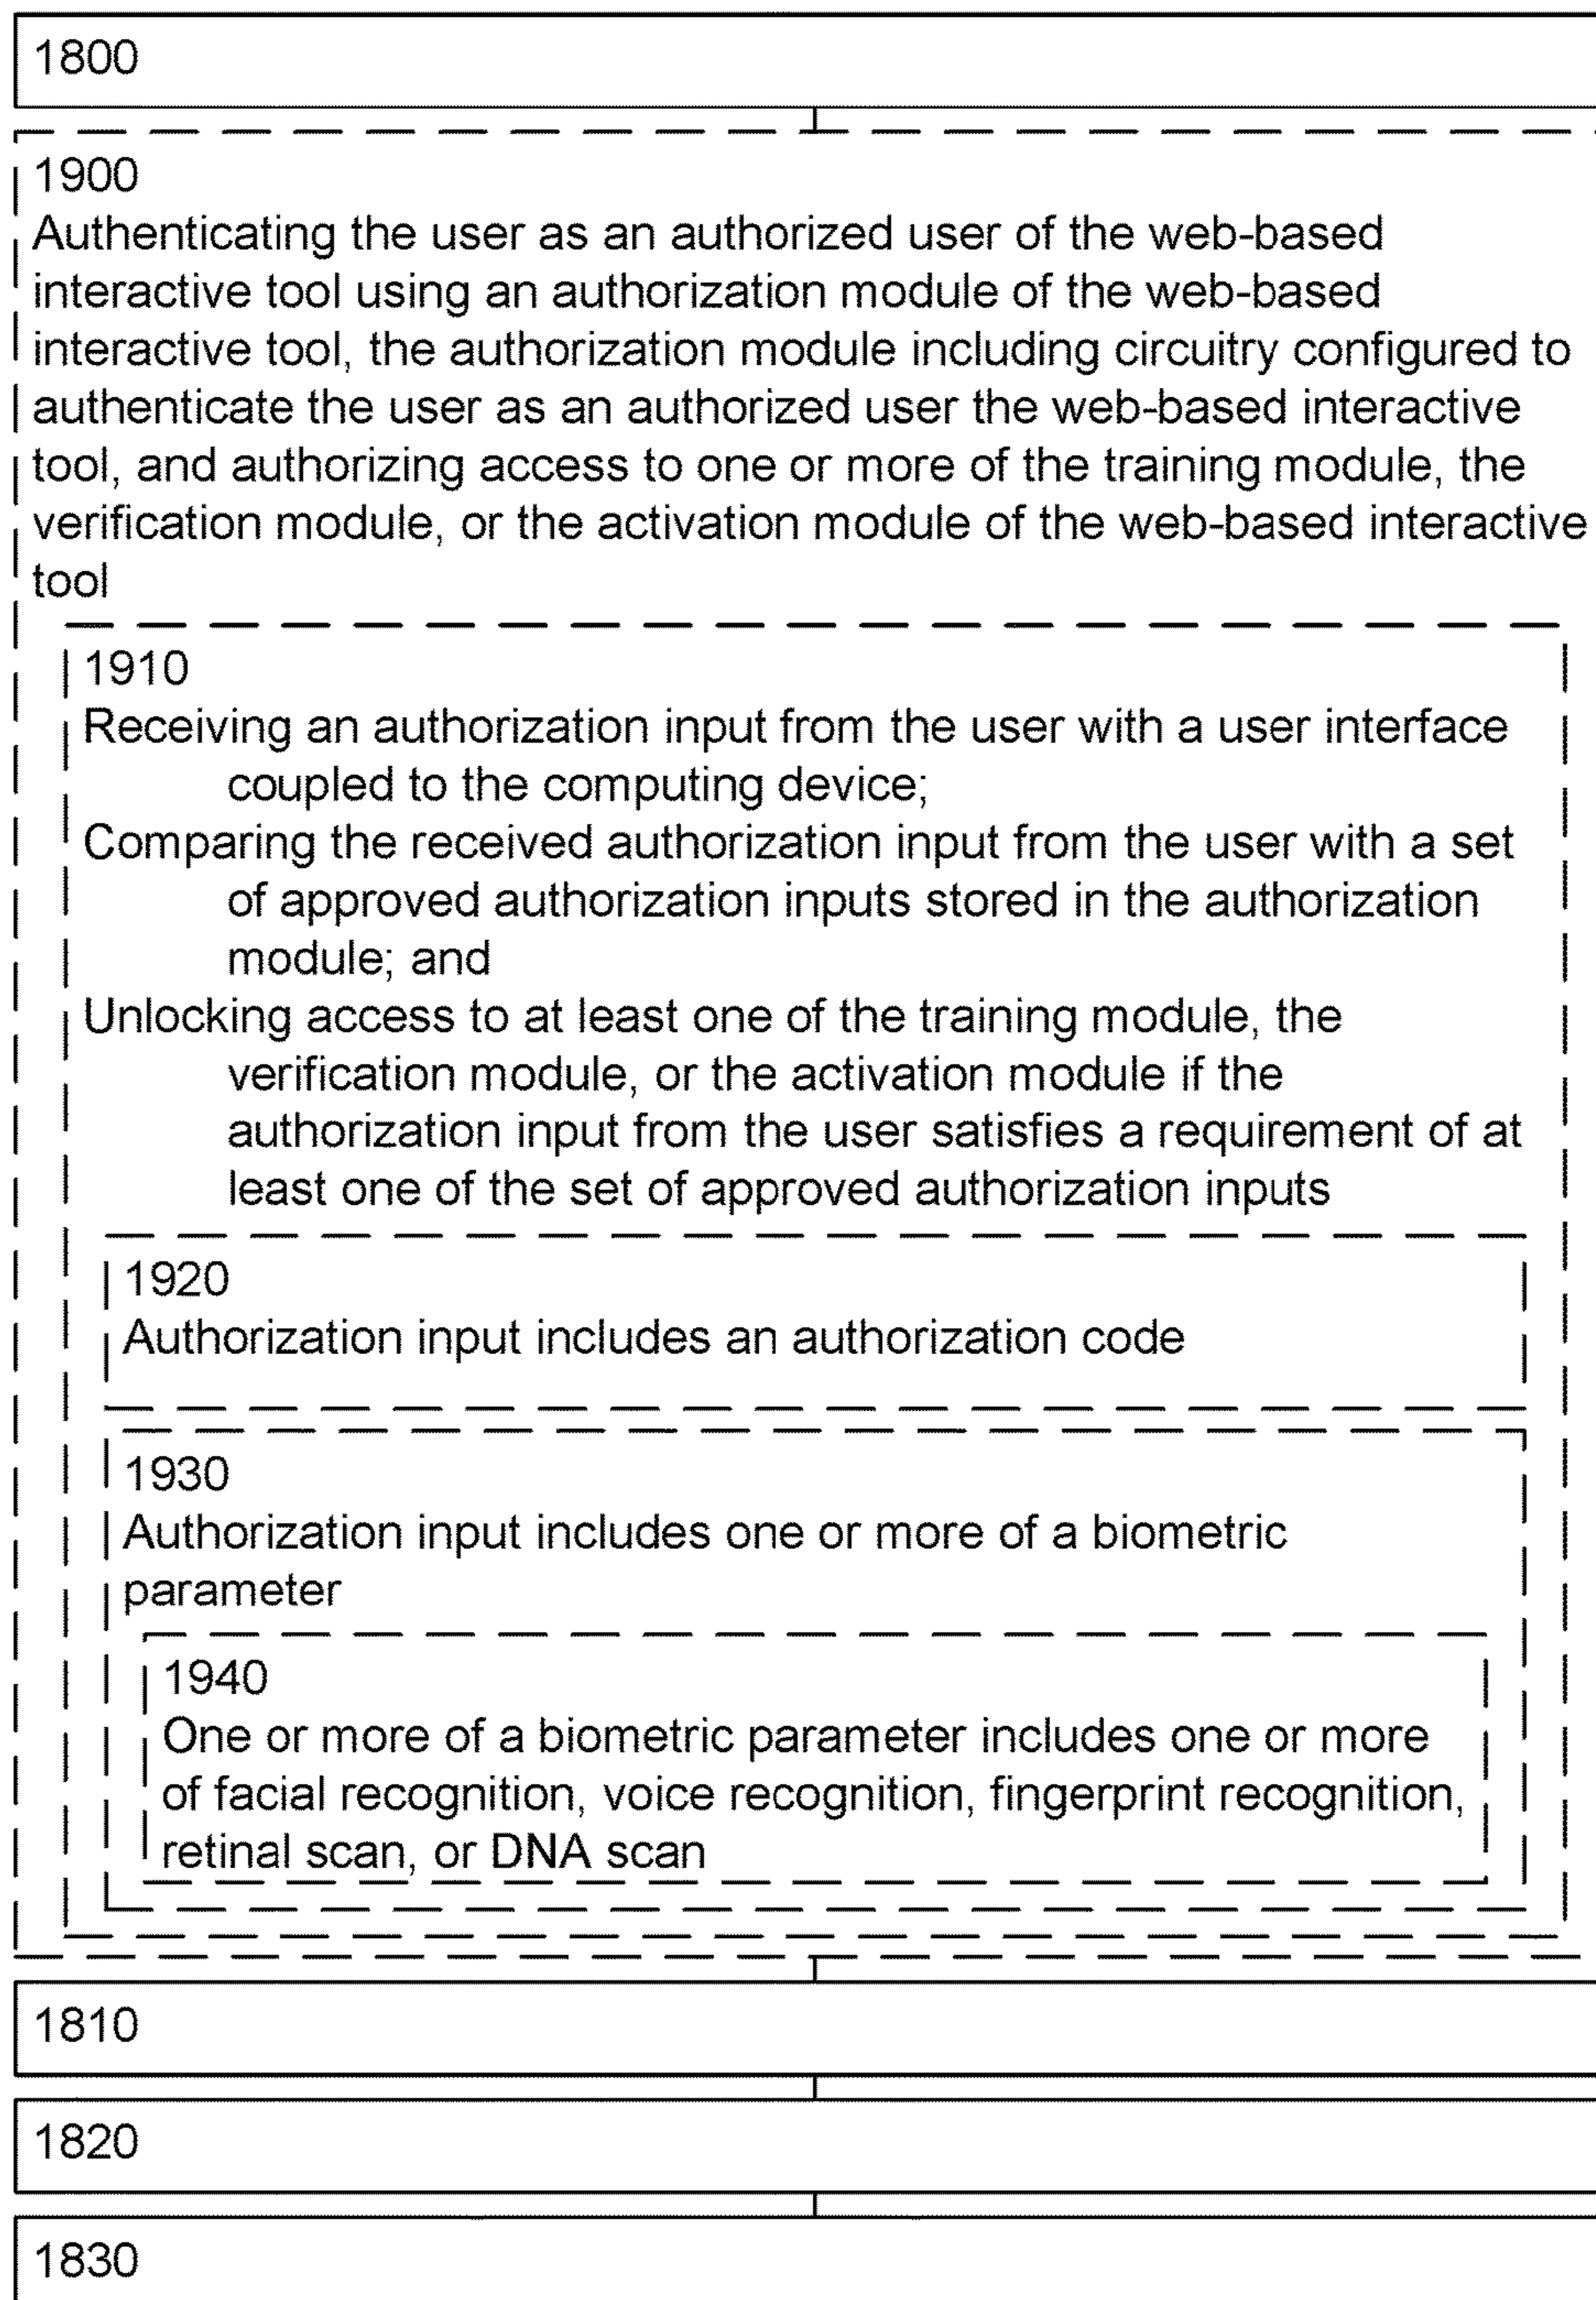 1800
1900
Authenticating the user as an authorized user of the web-based
interactive tool using an authorization module of the web-based
interactive tool, the authorization module including circuitry configured to
authenticate the user as an authorized user the web-based interactive
tool, and authorizing access to one or more of the training module, the
verification module, or the activation module of the web-based interactive
tool
1910
Receiving an authorization input from the user with a user interface
coupled to the computing device;
Comparing the received authorization input from the user with a set
of approved authorization inputs stored in the authorization
module; and
Unlocking access to at least one of the training module, the
verification module, or the activation module if the
authorization input from the user satisfies a requirement of at
least one of the set of approved authorization inputs
1920
Authorization input includes an authorization code
1930
Authorization input includes one or more of a biometric
parameter
1940
One or more of a biometric parameter includes one or more
of facial recognition, voice recognition, fingerprint recognition,
retinal scan, or DNA scan
1810
1820
1830